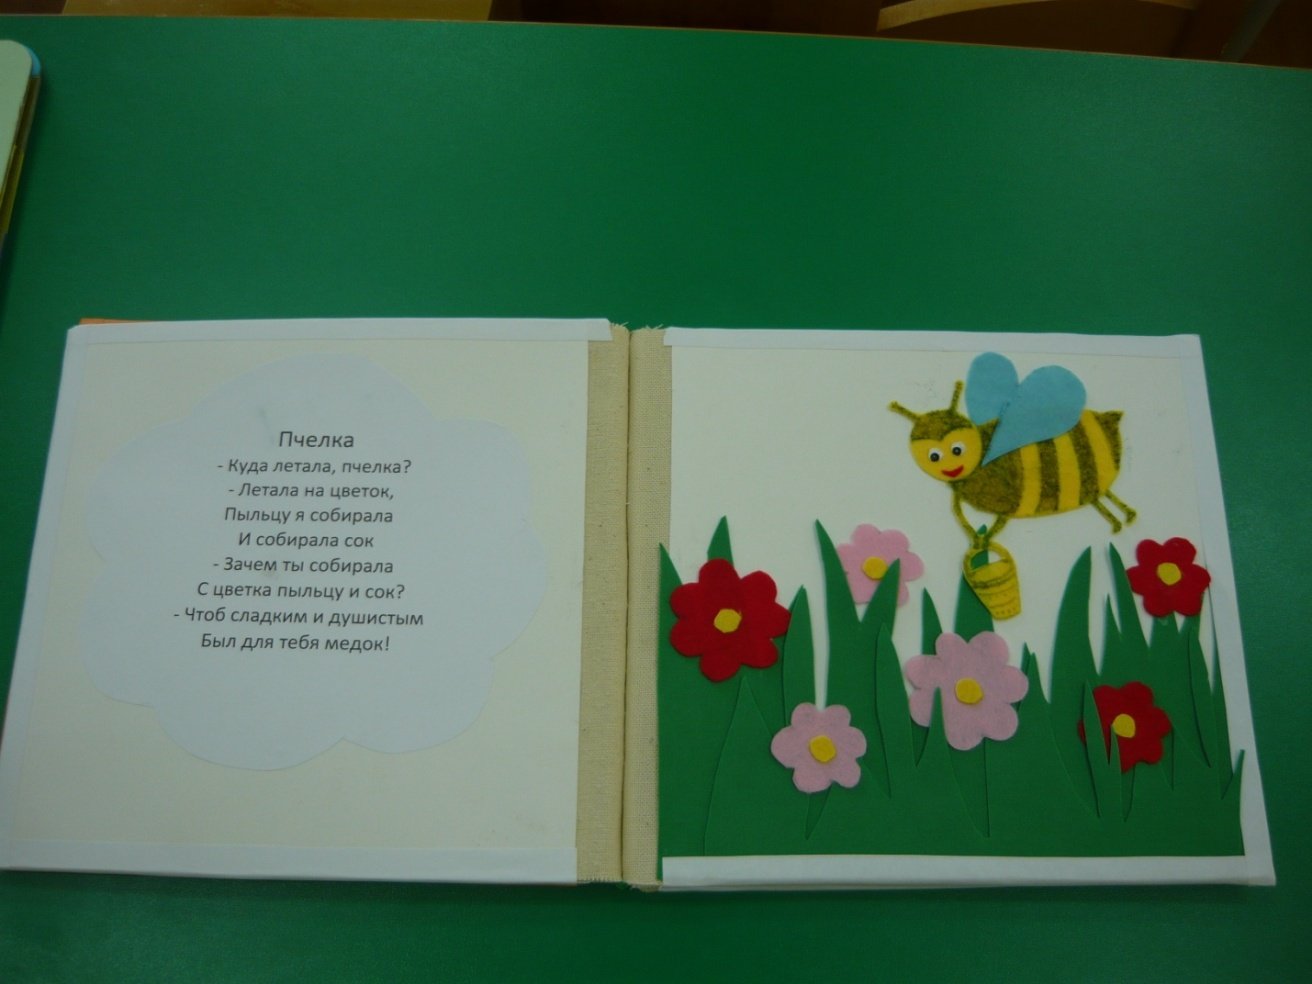 Пчелка
- Куда летала, пчелка?
- Летала на цветок,
Пыльцу я собирала
И собирала сок
- Зачем ты собирала
С цветка пыльцу и сок?
- Чтоб сладким и душистым
Был для тебя медок!